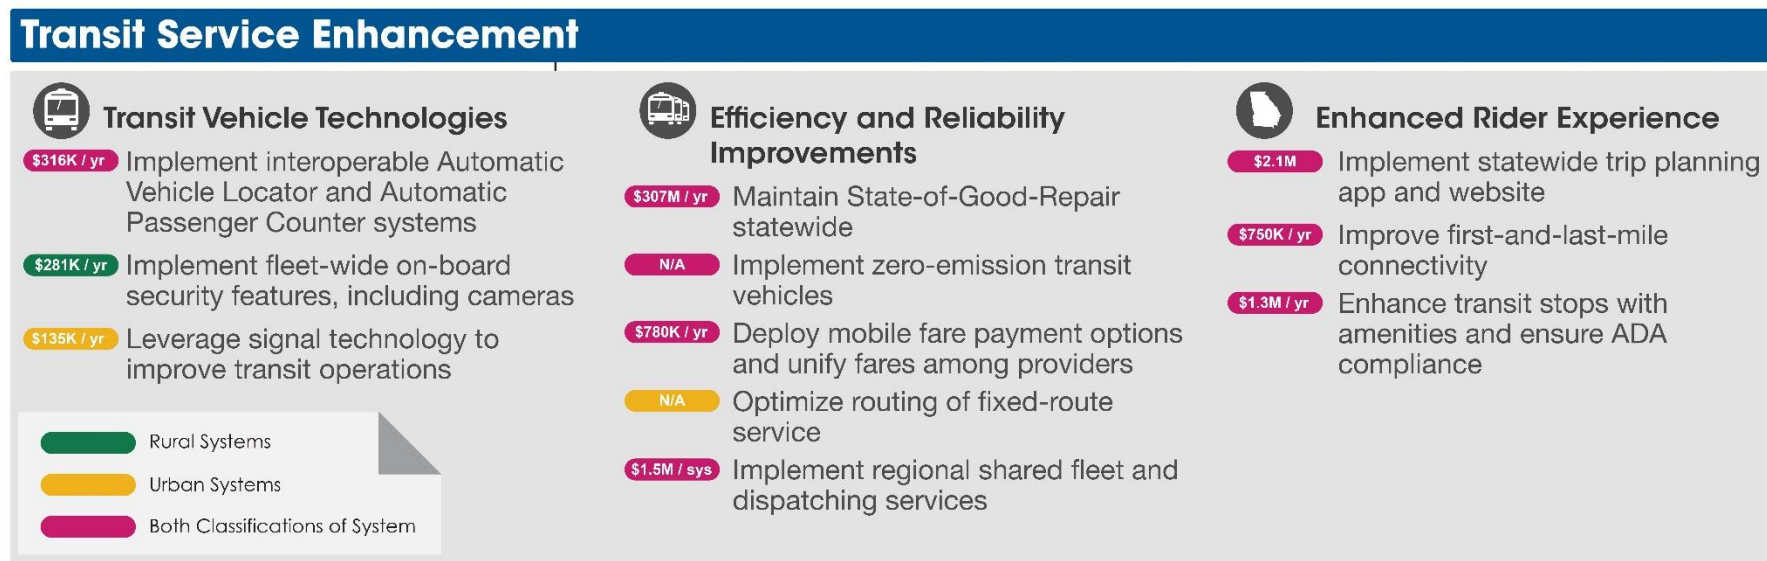 Transit Service Enhancement
Transit Vehicle Technologies
$316K / yr Implement interoperable Automatic
Vehicle Locator and Automatic
Passenger Counter systems
$281K / yr Implement fleet-wide on-board
security features, including cameras
$135K / yr Leverage signal technology to
improve transit operations
Rural Systems
Urban Systems
Both Classifications of System
Efficiency and Reliability
Improvements
$307M / yr Maintain State-of-Good-Repair
statewide
N/A Implement zero-emission transit
vehicles
$780K / yr Deploy mobile fare payment options
and unify fares among providers
N/A Optimize routing of fixed-route
service
$1.5M / sys Implement regional shared fleet and
dispatching services
Enhanced Rider Experience
$2.1M Implement statewide trip planning
app and website
$750K / yr Improve first-and-last-mile
connectivity
$1.3M / yr Enhance transit stops with
amenities and ensure ADA
compliance